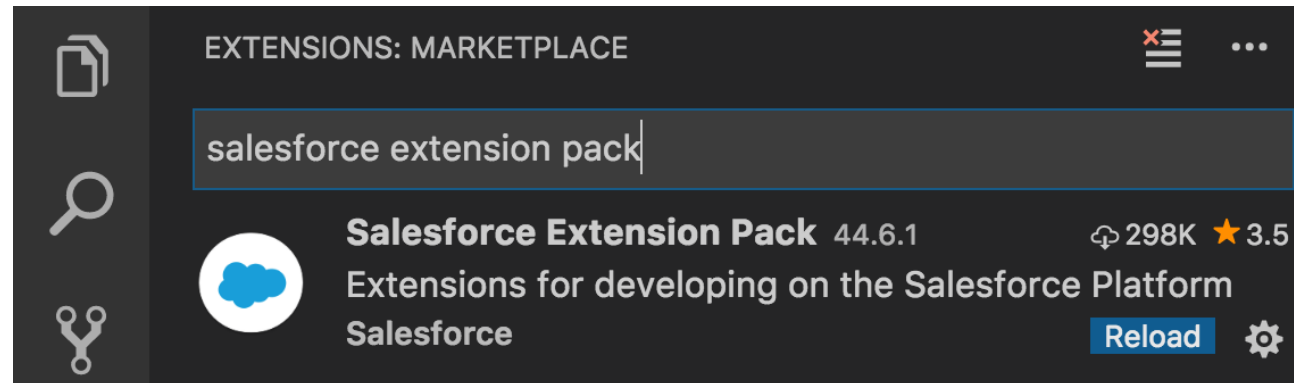 EXTENSIONS: MARKETPLACE
salesforce extension pack
Salesforce Extension Pack 44.6.1 298K 3.5
Extensions for developing on the Salesforce Platform
Salesforce Reload